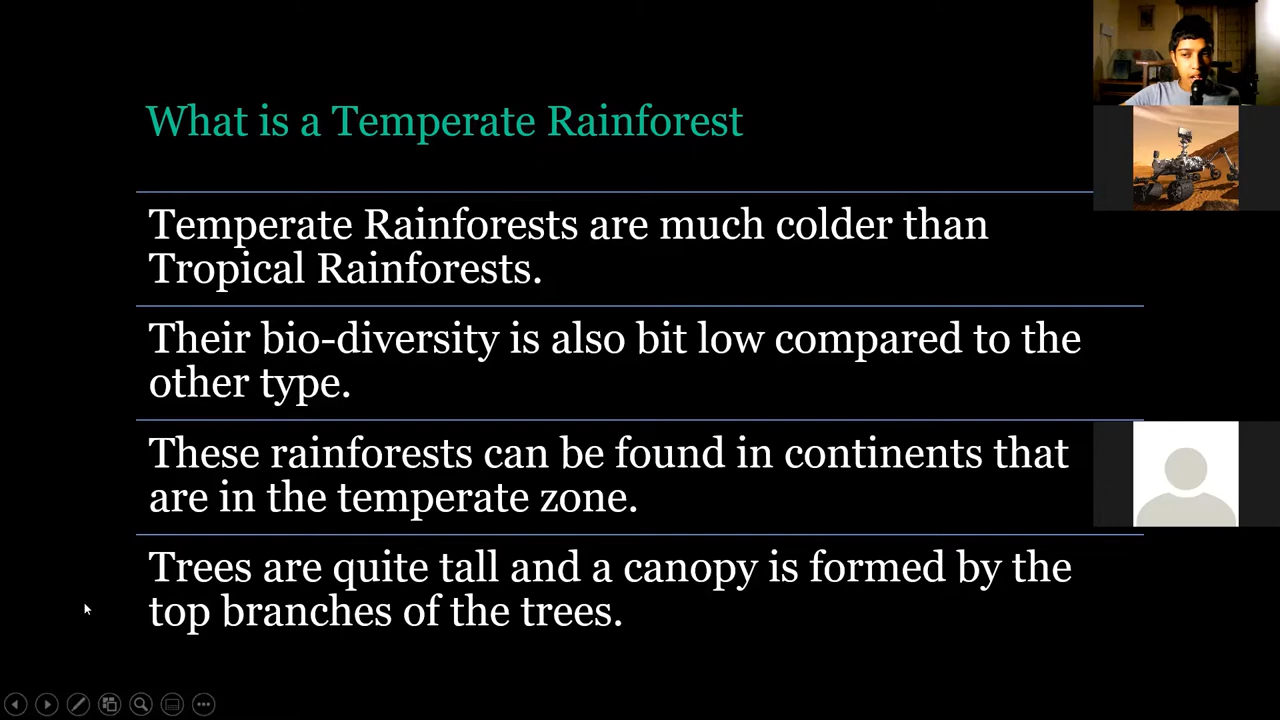 What is a Temperate Rainforest
Temperate Rainforests are much colder than
Tropical Rainforests.
Their bio-diversity is also bit low compared to the
other type.
These rainforests can be found in continents that
are in the temperate zone.
Trees are quite tall and a canopy is formed by the
top branches of the trees.